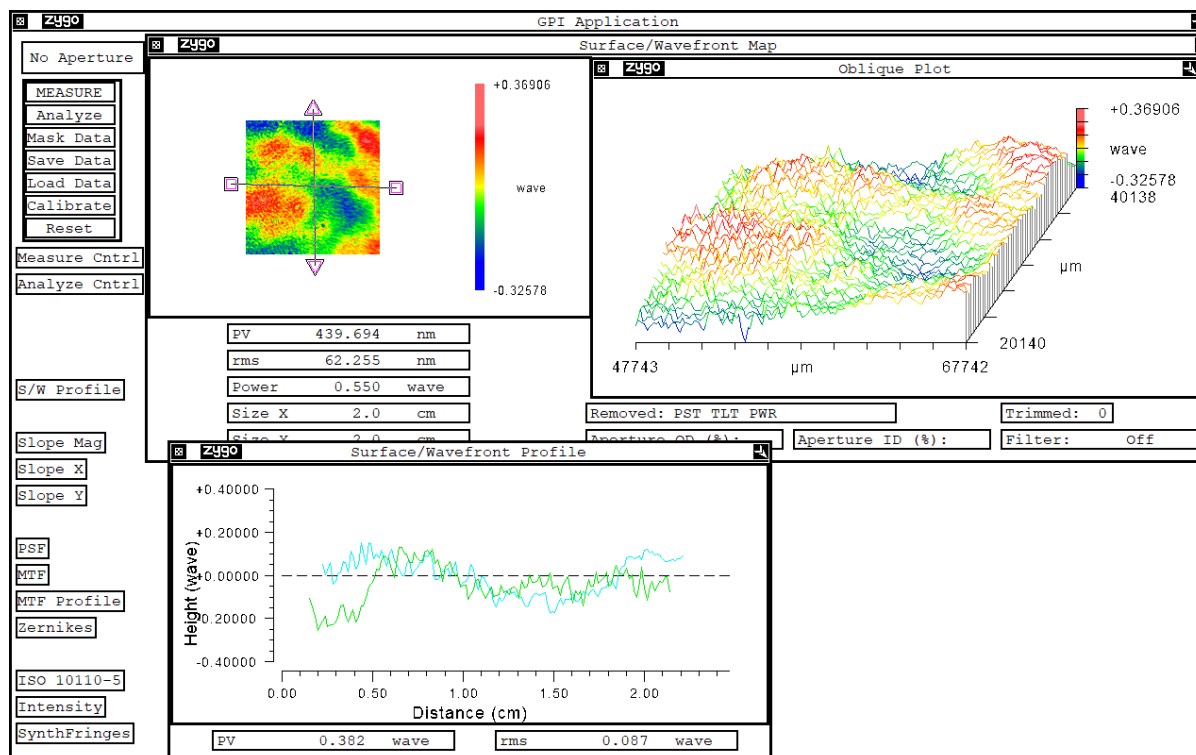 zygo GPI Application
No Aperture
MEASURE
Analyze
Mask Data
Save Data
Load Data
Calibrate
Reset
Measure Cntrl
Analyze Cntrl
S/W Profile
Slope Mag
Slope X
Slope Y
PSF
MTF
MTF Profile
Zernikes
ISO 10110-5
Intensity
SynthFringes
zygo Surface/Wavefront Map
+0.36906
wave
-0.32578
PV 439.694 nm
rms 62.255 nm
Power 0.550 wave
Size X 2.0 cm
Size Y 2.0 cm
zygo Oblique Plot
+0.36906
wave
-0.32578
40138
µm
20140
47743 µm 67742
Removed: PST TLT PWR
Trimmed: 0
Aperture OD (%):
Aperture ID (%):
Filter: Off
zygo Surface/Wavefront Profile
+0.40000
+0.20000
+0.00000
-0.20000
-0.40000
Height (wave)
0.00 0.50 1.00 1.50 2.00
Distance (cm)
PV 0.382 wave
rms 0.087 wave